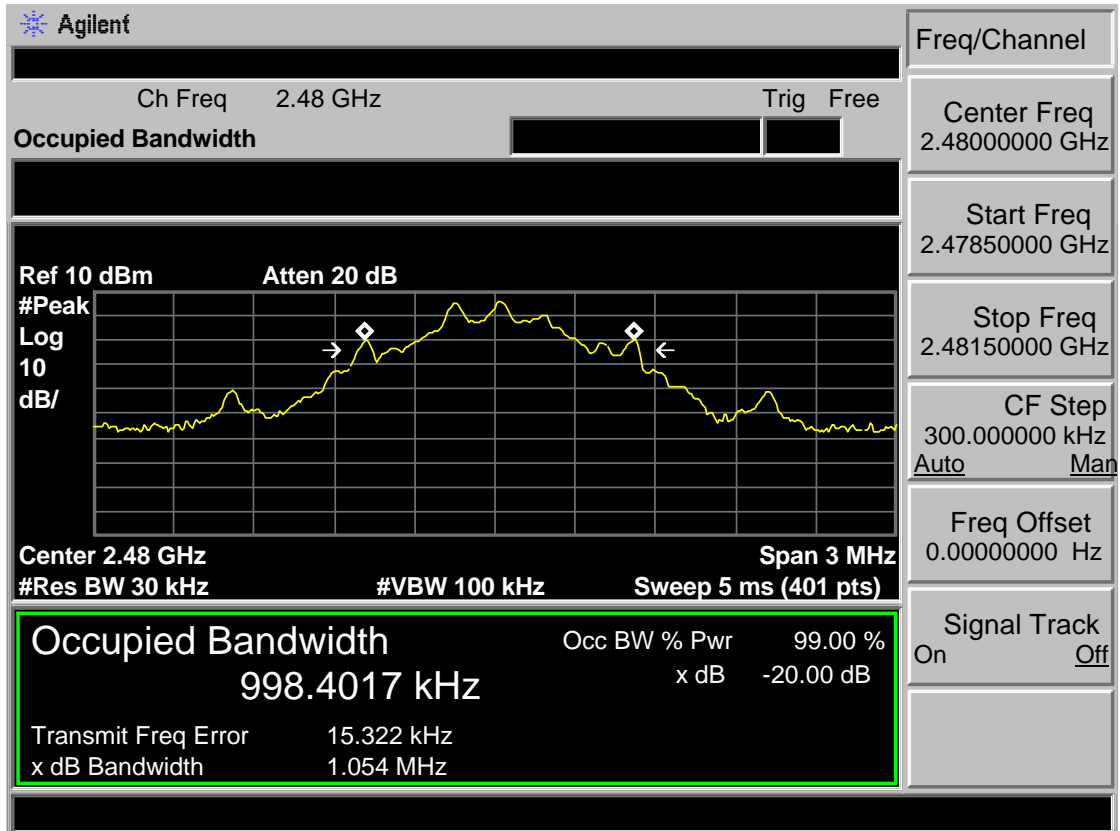 Agilent
Freq/Channel
Ch Freq 2.48 GHz Trig Free
Occupied Bandwidth
Center Freq
2.48000000 GHz
Start Freq
2.47850000 GHz
Stop Freq
2.48150000 GHz
CF Step
300.000000 kHz
Auto Man
Freq Offset
0.00000000 Hz
Signal Track
On Off
Ref 10 dBm Atten 20 dB
#Peak
Log
10
dB/
Center 2.48 GHz Span 3 MHz
#Res BW 30 kHz #VBW 100 kHz Sweep 5 ms (401 pts)
Occupied Bandwidth
998.4017 kHz
Occ BW % Pwr 99.00 %
x dB -20.00 dB
Transmit Freq Error 15.322 kHz
x dB Bandwidth 1.054 MHz